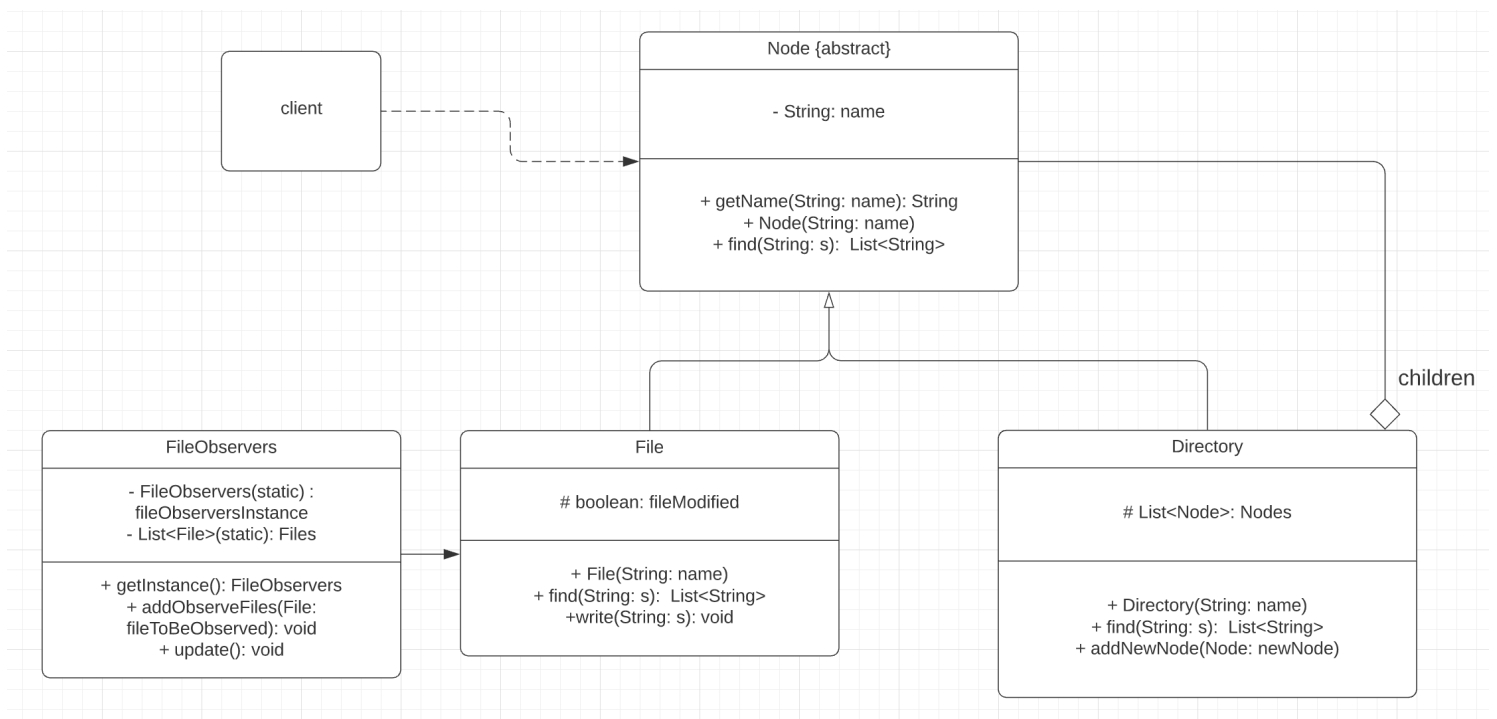 client
Node {abstract}
- String: name
+ getName(String: name): String
+ Node(String: name)
+ find(String: s):  List<String>
children
FileObservers
- FileObservers(static) :
fileObserversInstance
- List<File>(static): Files
+ getInstance(): FileObservers
+ addObserveFiles(File:
fileToBeObserved): void
+ update(): void
File
# boolean: fileModified
+ File(String: name)
+ find(String: s):  List<String>
+write(String: s): void
Directory
# List<Node>: Nodes
+ Directory(String: name)
+ find(String: s):  List<String>
+ addNewNode(Node: newNode)